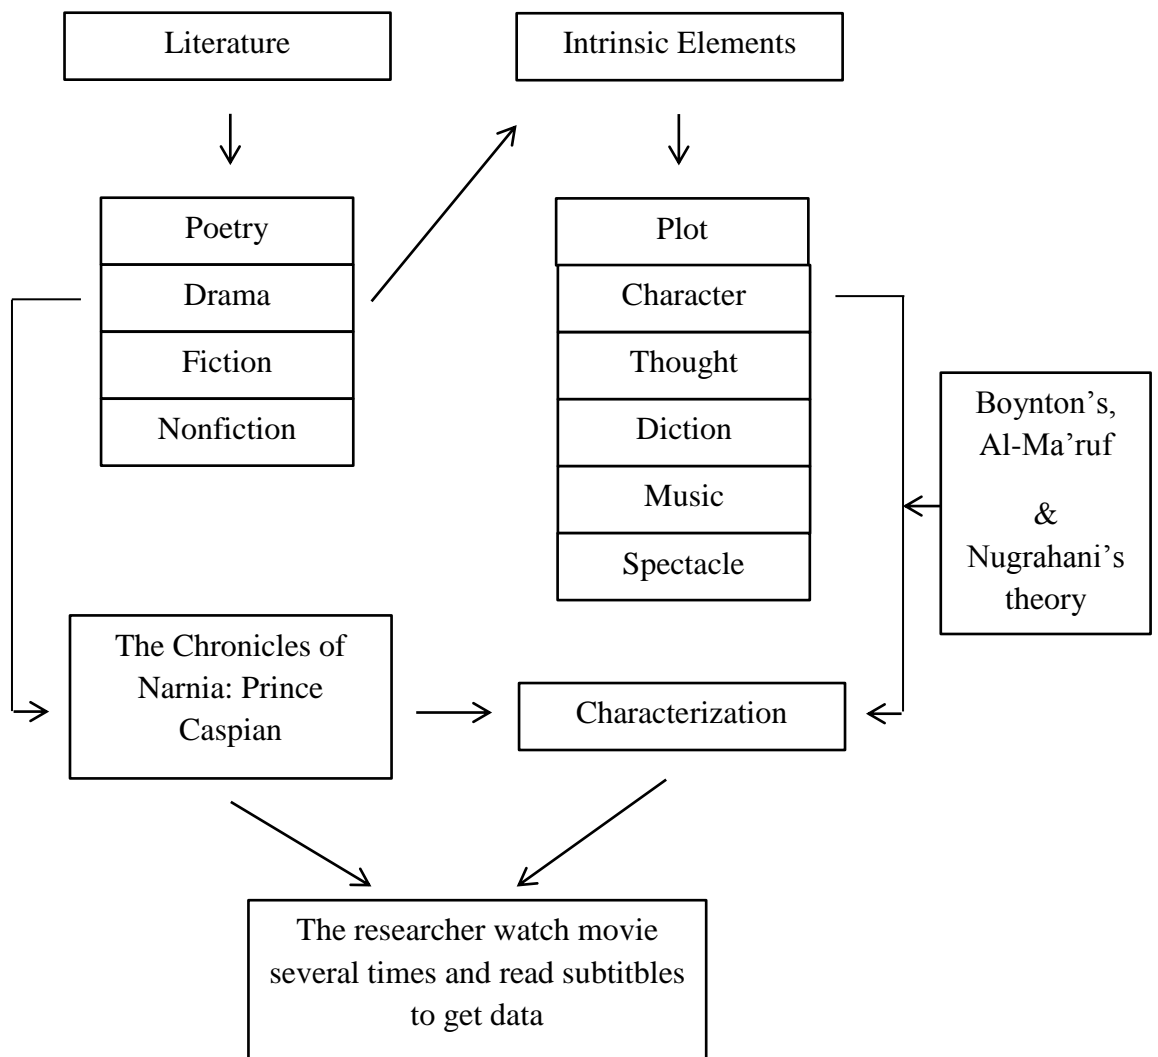 Literature
Intrinsic Elements
Poetry
Drama
Fiction
Nonfiction
Plot
Character
Thought
Diction
Music
Spectacle
Boynton's,
Al-Ma'ruf
&
Nugrahani's
theory
The Chronicles of
Narnia: Prince
Caspian
Characterization
The researcher watch movie
several times and read subtitbles
to get data